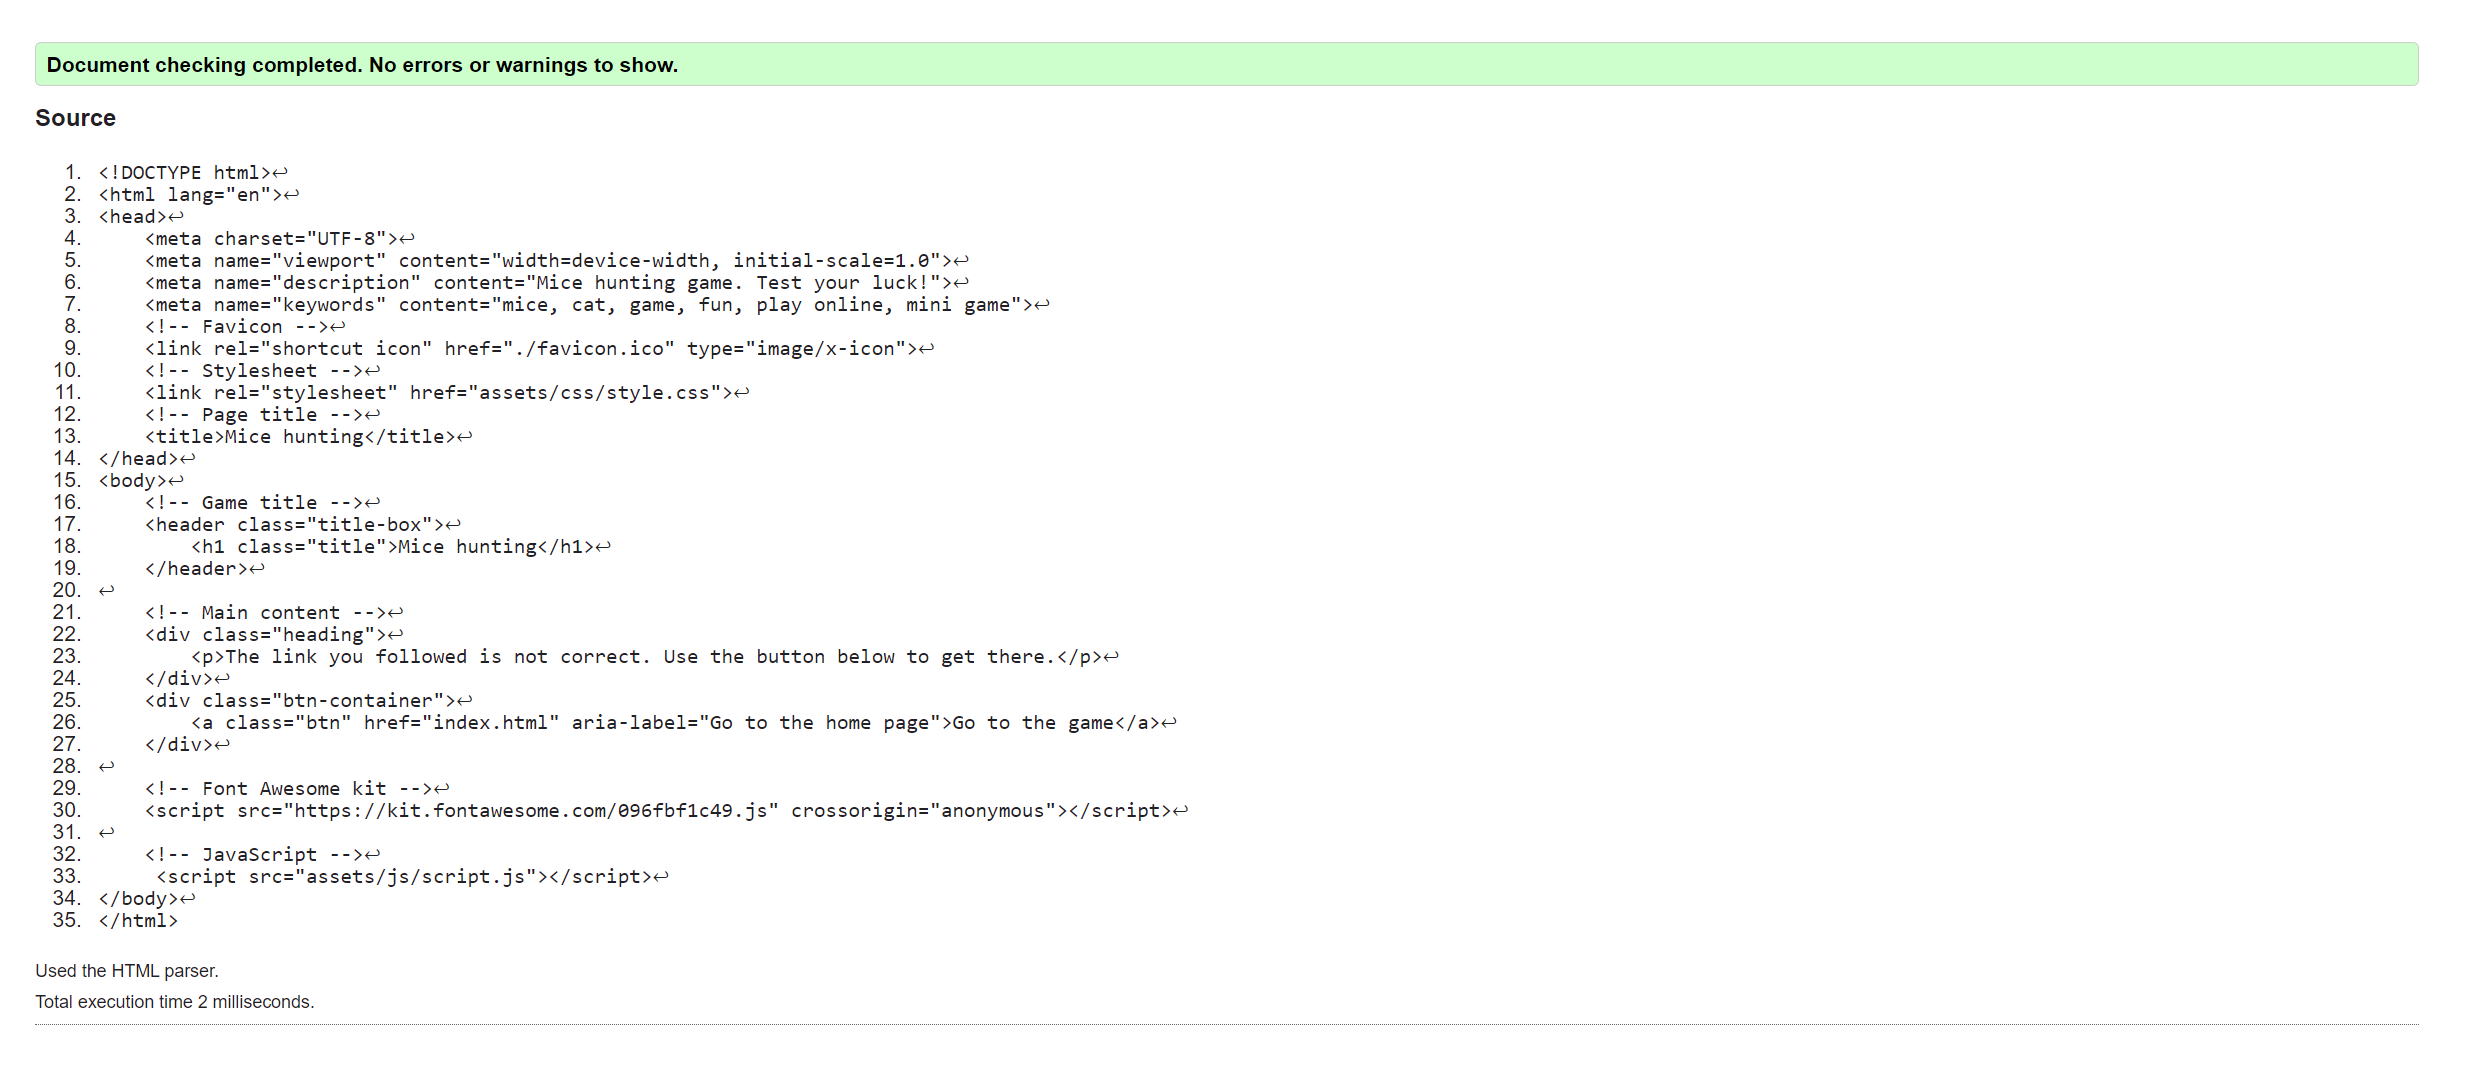 Document checking completed. No errors or warnings to show.
Source
1. <!DOCTYPE html>↩
2. <html lang="en">↩
3. <head>↩
4.     <meta charset="UTF-8">↩
5.     <meta name="viewport" content="width=device-width, initial-scale=1.0">↩
6.     <meta name="description" content="Mice hunting game. Test your luck!">↩
7.     <meta name="keywords" content="mice, cat, game, fun, play online, mini game">↩
8.     <!-- Favicon -->↩
9.     <link rel="shortcut icon" href="./favicon.ico" type="image/x-icon">↩
10.     <!-- Stylesheet -->↩
11.     <link rel="stylesheet" href="assets/css/style.css">↩
12.     <!-- Page title -->↩
13.     <title>Mice hunting</title>↩
14. </head>↩
15. <body>↩
16.     <!-- Game title -->↩
17.     <header class="title-box">↩
18.         <h1 class="title">Mice hunting</h1>↩
19.     </header>↩
20. ↩
21.     <!-- Main content -->↩
22.     <div class="heading">↩
23.         <p>The link you followed is not correct. Use the button below to get there.</p>↩
24.     </div>↩
25.     <div class="btn-container">↩
26.         <a class="btn" href="index.html" aria-label="Go to the home page">Go to the game</a>↩
27.     </div>↩
28. ↩
29.     <!-- Font Awesome kit -->↩
30.     <script src="https://kit.fontawesome.com/096fbf1c49.js" crossorigin="anonymous"></script>↩
31. ↩
32.     <!-- JavaScript -->↩
33.      <script src="assets/js/script.js"></script>↩
34. </body>↩
35. </html>
Used the HTML parser.
Total execution time 2 milliseconds.